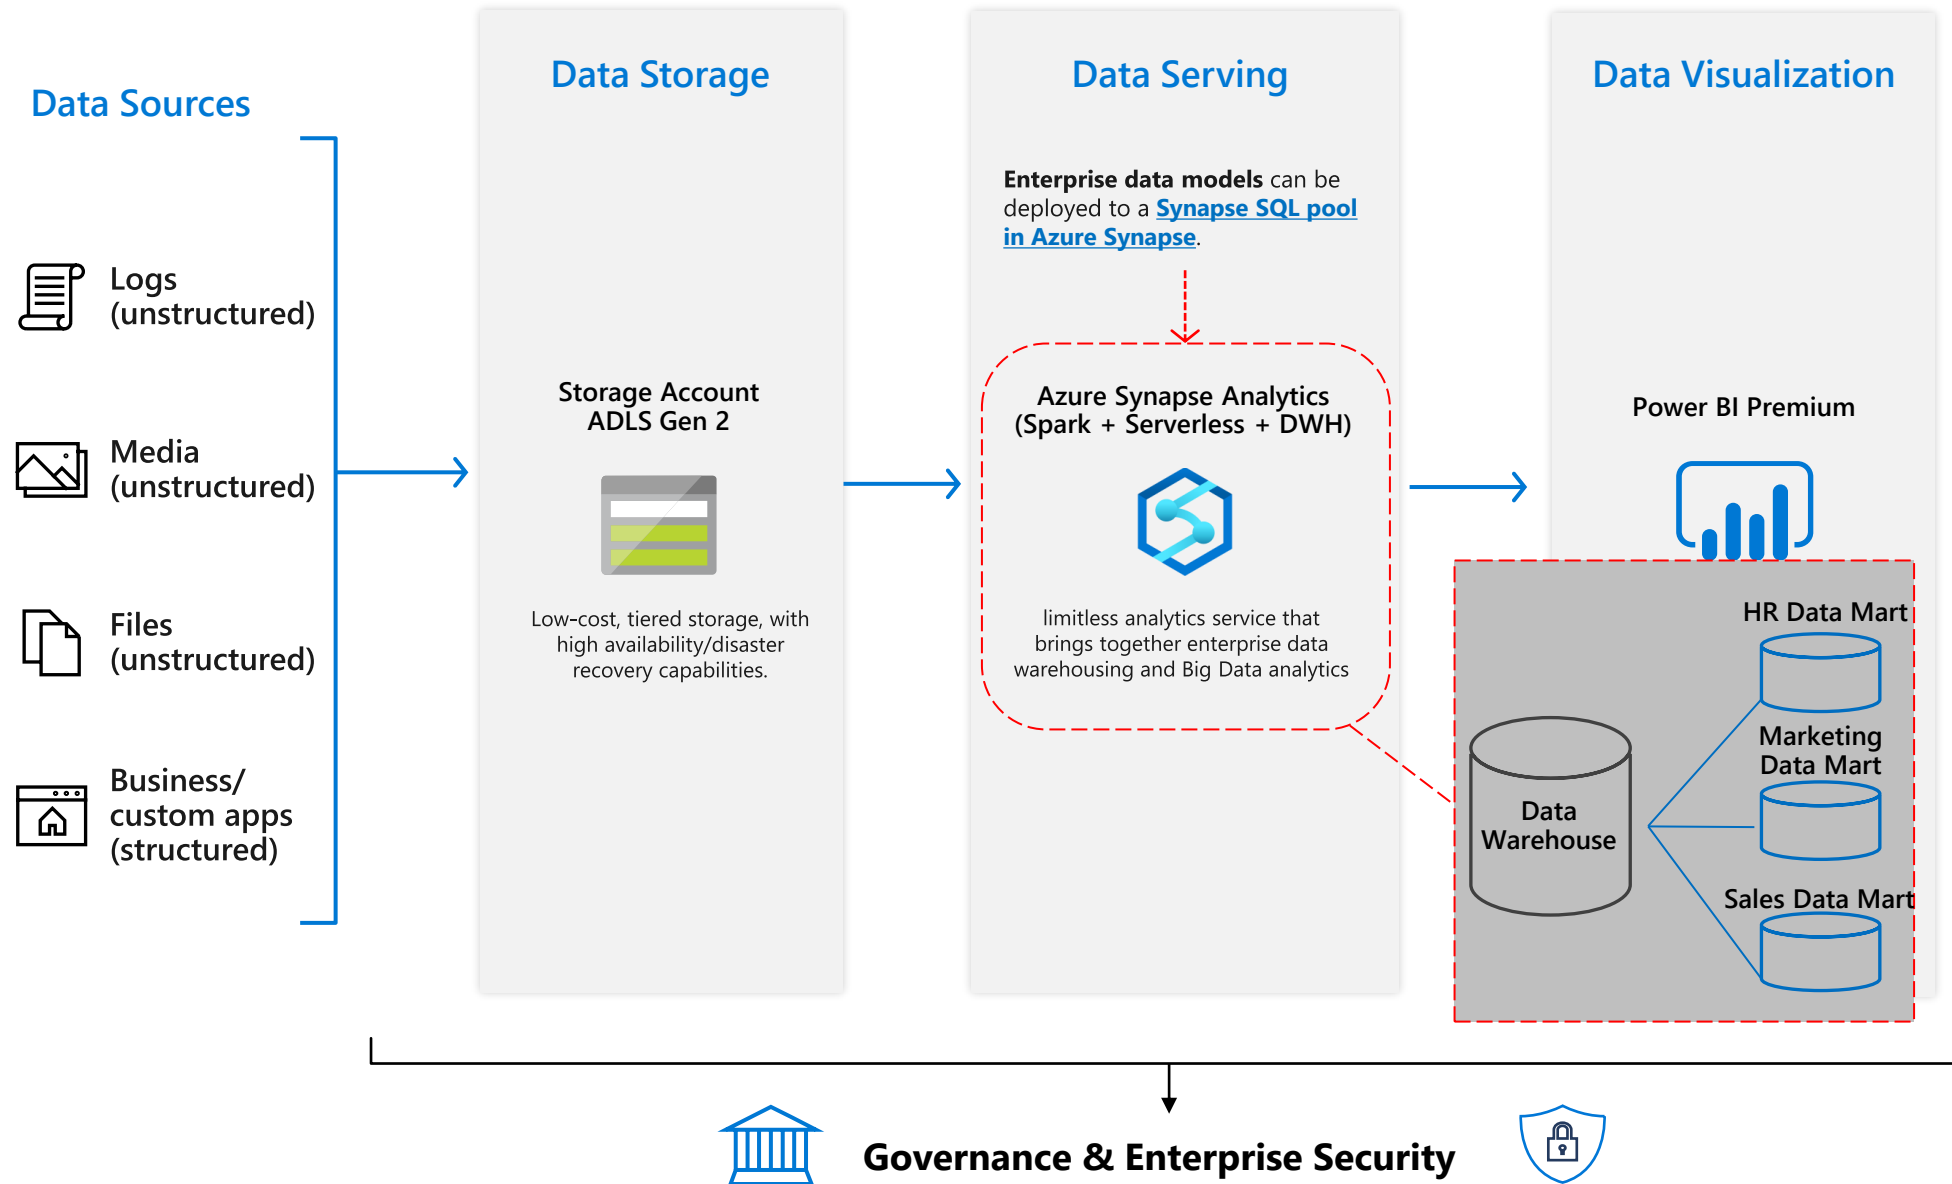 Data Sources
Logs
(unstructured)
Media
(unstructured)
Files
(unstructured)
Business/
custom apps
(structured)
Data Storage
Storage Account
ADLS Gen 2
Low-cost, tiered storage, with
high availability/disaster
recovery capabilities.
Data Serving
Enterprise data models can be
deployed to a Synapse SQL pool
in Azure Synapse.
Azure Synapse Analytics
(Spark + Serverless + DWH)
limitless analytics service that
brings together enterprise data
warehousing and Big Data analytics
Data Visualization
Power BI Premium
Data
Warehouse
HR Data Mart
Marketing
Data Mart
Sales Data Mart
Governance & Enterprise Security